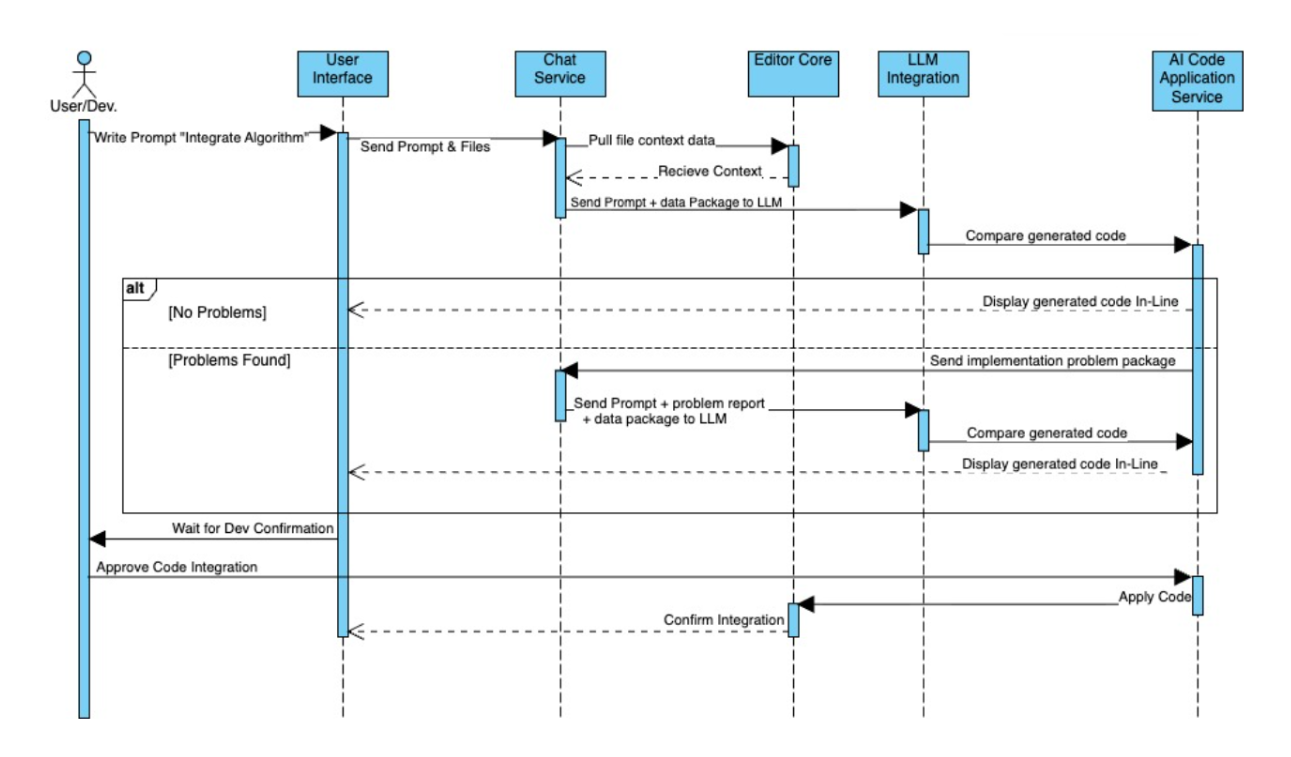 User/Dev.
User
Interface
Chat
Service
Editor Core
LLM
Integration
AI Code
Application
Service
Write Prompt "Integrate Algorithm"
Send Prompt & Files
Pull file context data
Recieve Context
Send Prompt + data Package to LLM
Compare generated code
alt
[No Problems]
Display generated code In-Line
[Problems Found]
Send implementation problem package
Send Prompt + problem report
+ data package to LLM
Compare generated code
Display generated code In-Line
Wait for Dev Confirmation
Approve Code Integration
Apply Code
Confirm Integration